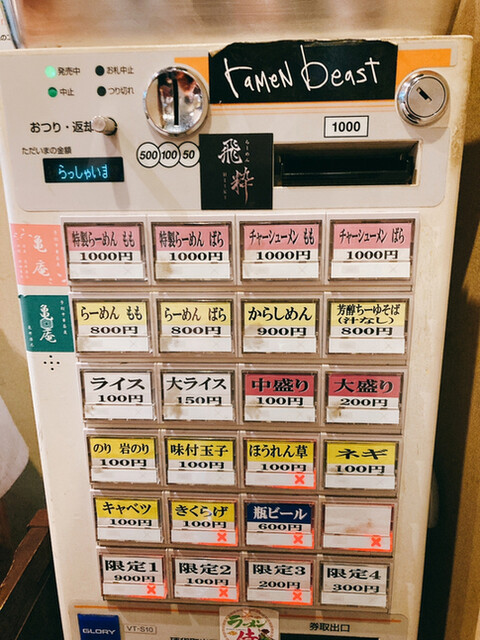 発売中
お札中止
中止
つり切れ
ramen beast
おつり・返却
1000
ただいまの金額
らっしゃいま
500 100 50
らーめん
飛粋
HIIKI
亀庵
亀庵
特製らーめん もも
1000円
特製らーめん ばら
1000円
チャーシューメン もも
1000円
チャーシューメン ばら
1000円
らーめん もも
800円
らーめん ばら
800円
からしめん
900円
芳醇ちーゆそば
(汁なし)
800円
ライス
100円
大ライス
150円
中盛り
100円
大盛り
200円
のり 岩のり
100円
味付玉子
100円
ほうれん草
100円
ネギ
100円
キャベツ
100円
きくらげ
100円
瓶ビール
600円
限定1
900円
限定2
100円
限定3
200円
限定4
300円
GLORY
VT-S10
ラーメン
券取出口